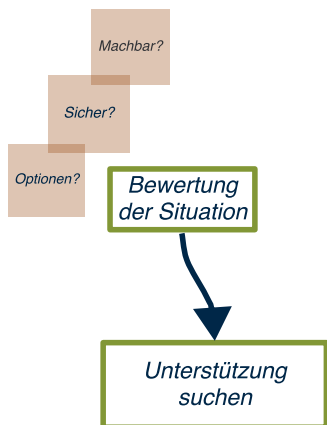 Machbar?
Sicher?
Optionen?
Bewertung
der Situation
Unterstützung
suchen